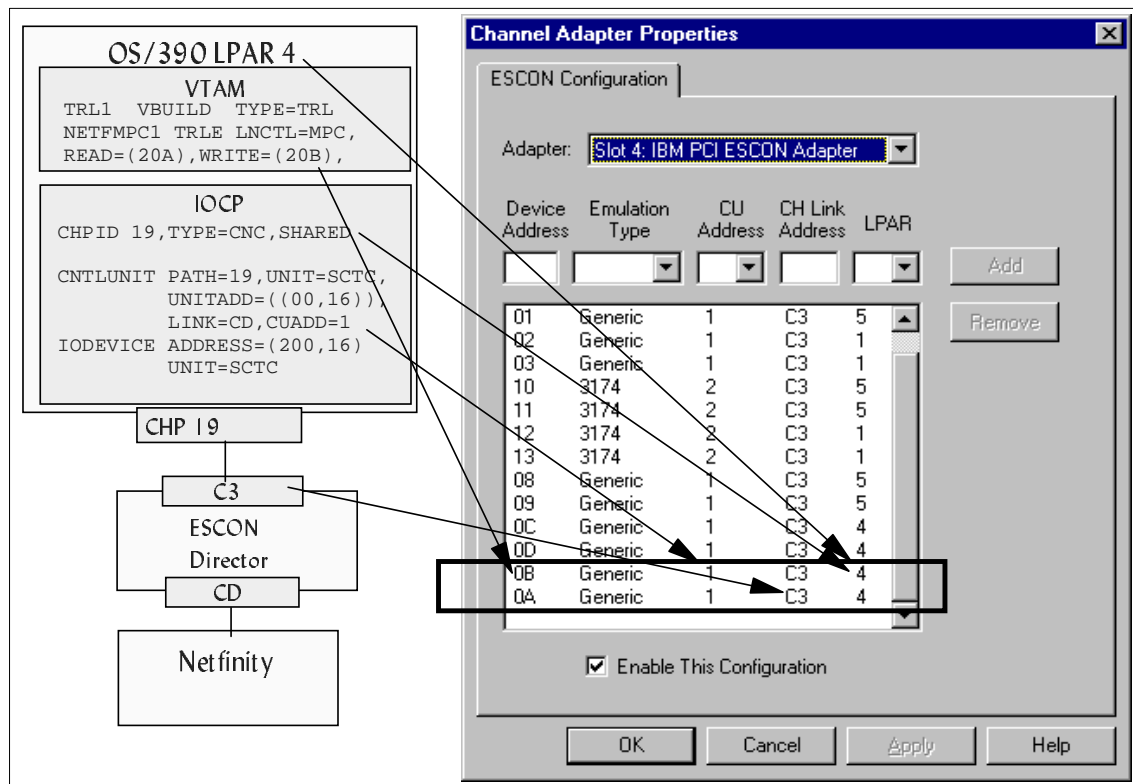 OS/390 LPAR 4
VTAM
TRL1 VBUILD TYPE=TRL
NETFMPC1 TRLE LNCTL=MPC,
READ=(20A),WRITE=(20B),
IOCP
CHPID 19,TYPE=CNC,SHARED
CNTLUNIT PATH=19,UNIT=SCTC,
UNITADD=((00,16)),
LINK=CD,CUADD=1
IODEVICE ADDRESS=(200,16)
UNIT=SCTC
CHP 19
C3
ESCON
Director
CD
Netfinity
Channel Adapter Properties
ESCON Configuration
Adapter: Slot 4: IBM PCI ESCON Adapter
Device Emulation CU CH Link LPAR
Address Type Address Address
Add
Remove
01 Generic 1 C3 5
02 Generic 1 C3 1
03 Generic 1 C3 1
10 3174 2 C3 5
11 3174 2 C3 5
12 3174 2 C3 1
13 3174 2 C3 1
08 Generic 1 C3 5
09 Generic 1 C3 5
0C Generic 1 C3 4
0D Generic 1 C3 4
0B Generic 1 C3 4
0A Generic 1 C3 4
Enable This Configuration
OK Cancel Apply Help